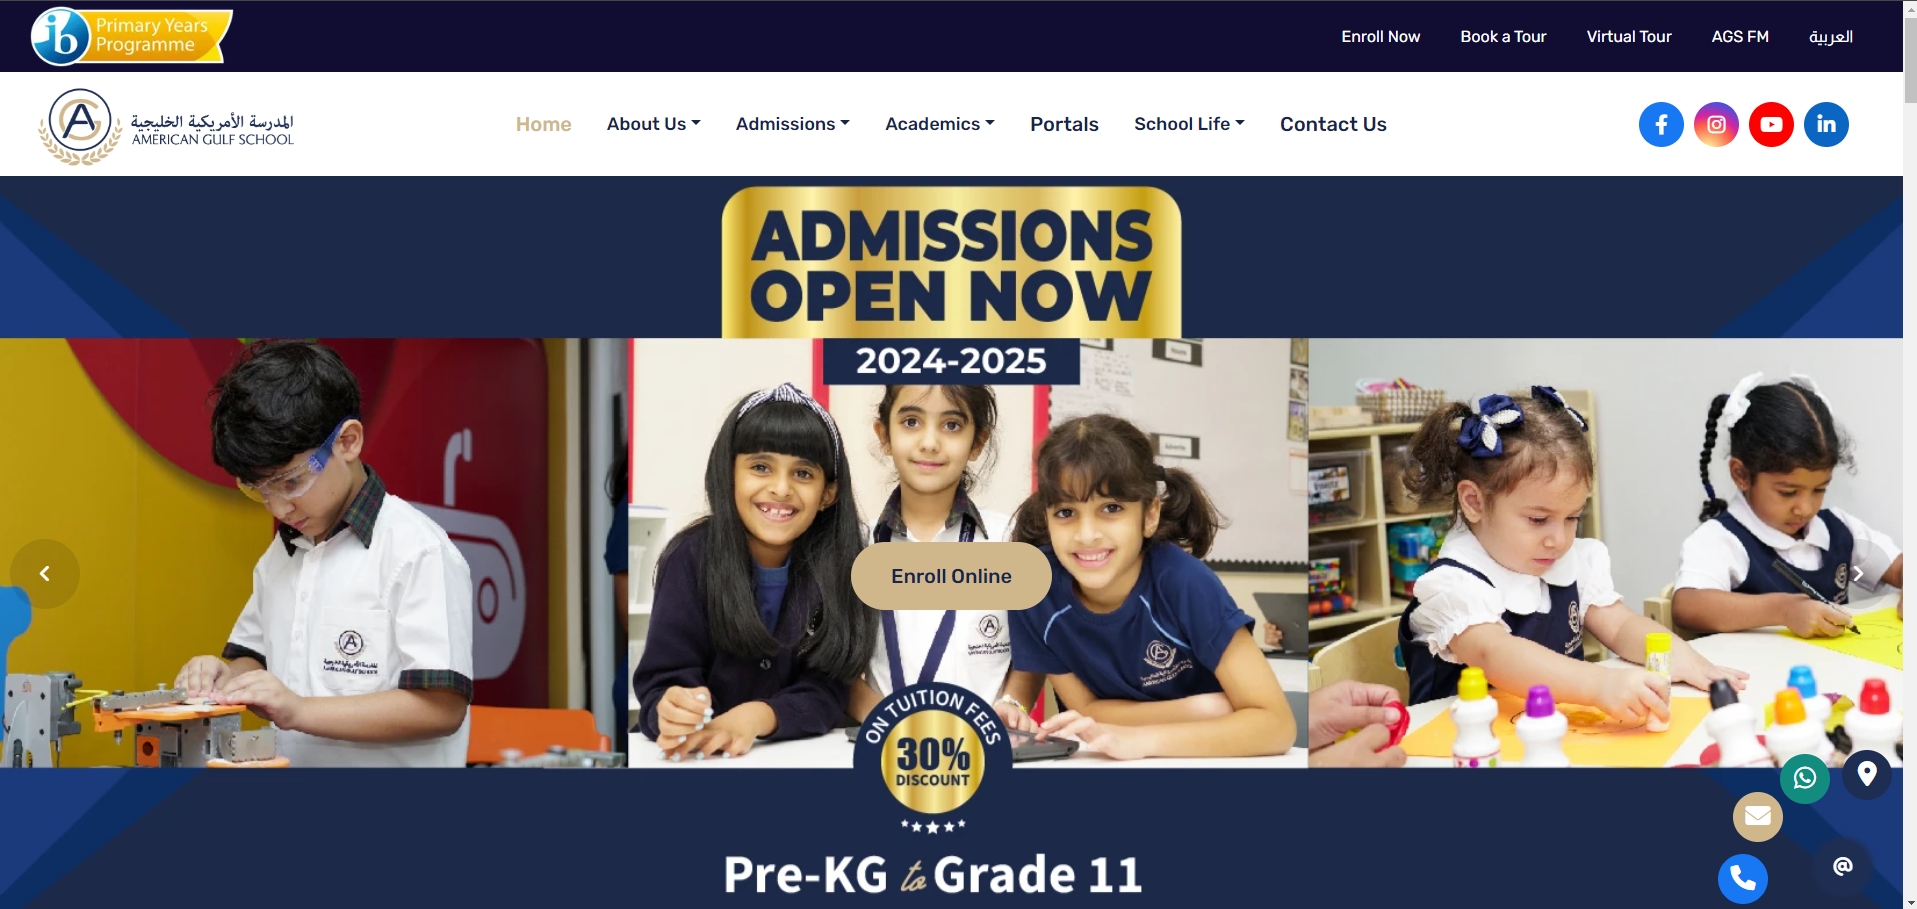 Primary Years
Programme
Enroll Now
Book a Tour
Virtual Tour
AGS FM
العربية
المدرسة الأمريكية الخليجية
AMERICAN GULF SCHOOL
Home
About Us
Admissions
Academics
Portals
School Life
Contact Us
ADMISSIONS
OPEN NOW
2024-2025
Enroll Online
ON TUITION FEES
30%
DISCOUNT
Pre-KG to Grade 11